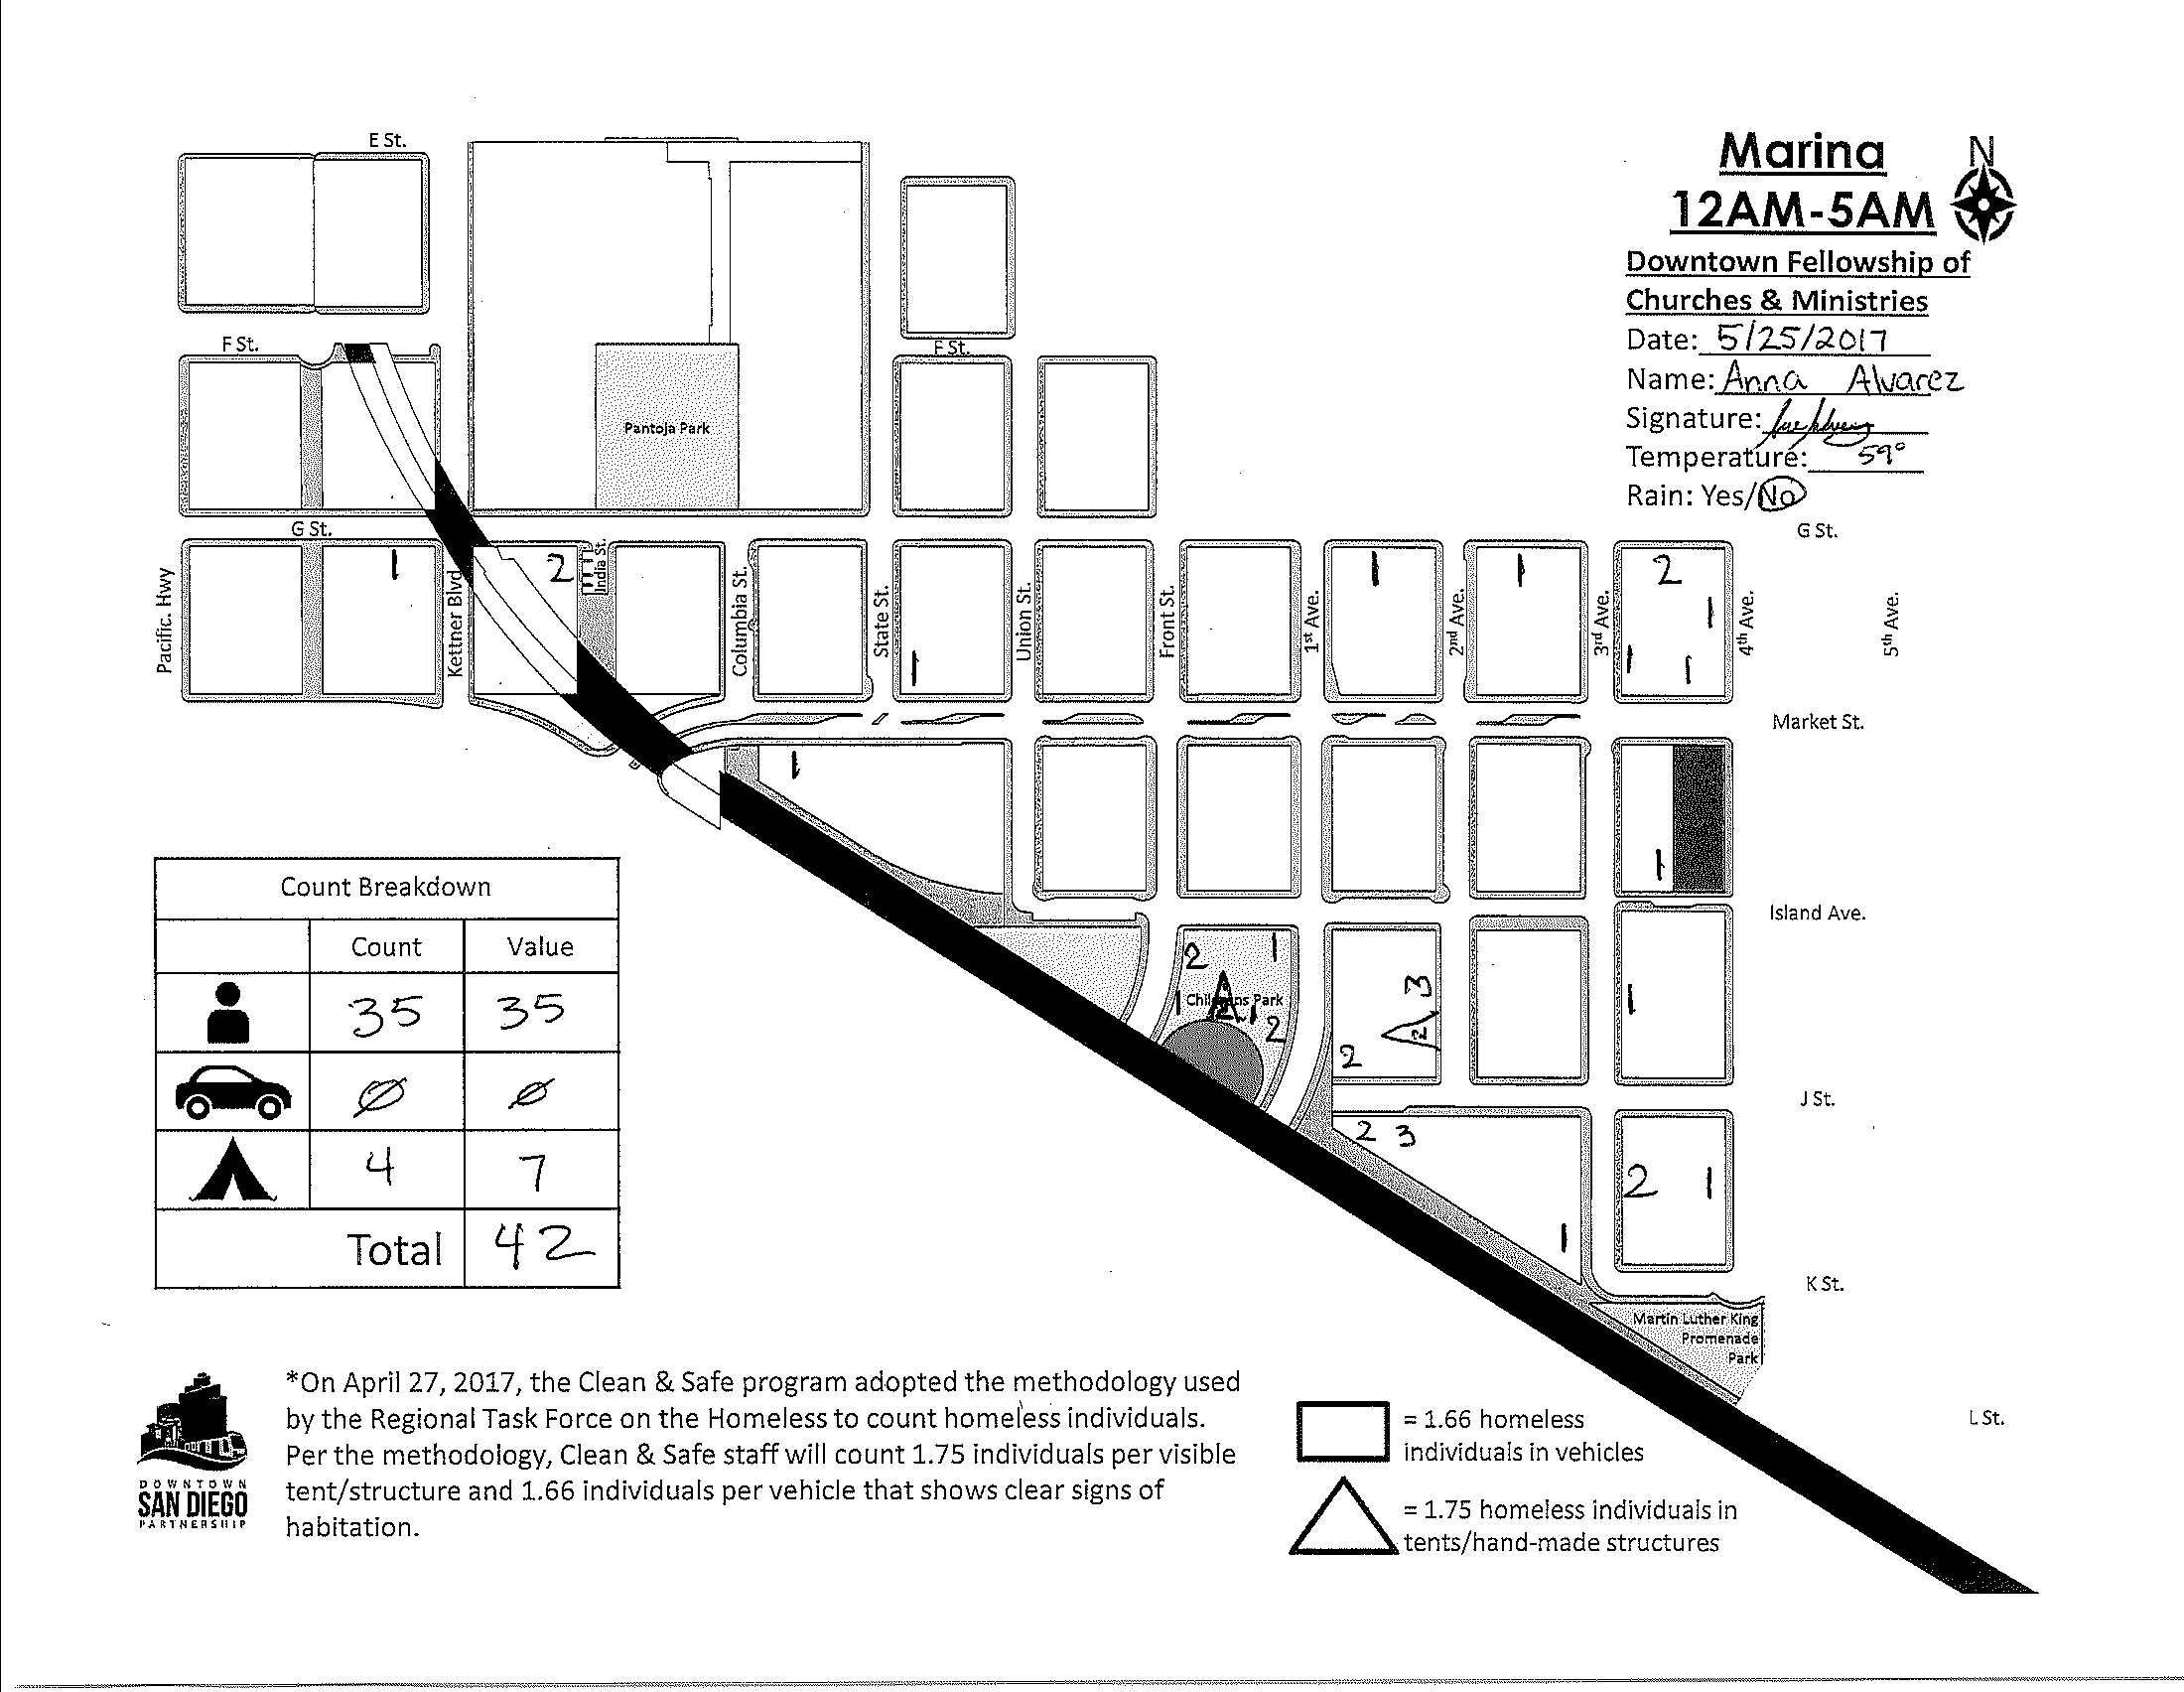 Marina
N
12AM-5AM
Downtown Fellowship of
Churches & Ministries
Date: 5/25/2017
Name: Anna Alvarez
Signature:
Temperature: 59°
Rain: Yes/No
E St.
F St.
F St.
Pantoja Park
G St.
G St.
1
2
1
1
2
1
1
1
1
Pacific. Hwy
Kettner Blvd
India St.
Columbia St.
State St.
Union St.
Front St.
1st Ave.
2nd Ave.
3rd Ave.
4th Ave.
5th Ave.
Market St.
1
1
Island Ave.
2
1
1
Childrens Park
2
1
2
3
2
2
1
J St.
2 3
2 1
1
K St.
Martin Luther King
Promenade
Park
L St.
Count Breakdown
Count Value
35 35
Ø Ø
4 7
Total 42
*On April 27, 2017, the Clean & Safe program adopted the methodology used
by the Regional Task Force on the Homeless to count homeless individuals.
Per the methodology, Clean & Safe staff will count 1.75 individuals per visible
tent/structure and 1.66 individuals per vehicle that shows clear signs of
habitation.
DOWNTOWN
SAN DIEGO
PARTNERSHIP
= 1.66 homeless
individuals in vehicles
= 1.75 homeless individuals in
tents/hand-made structures